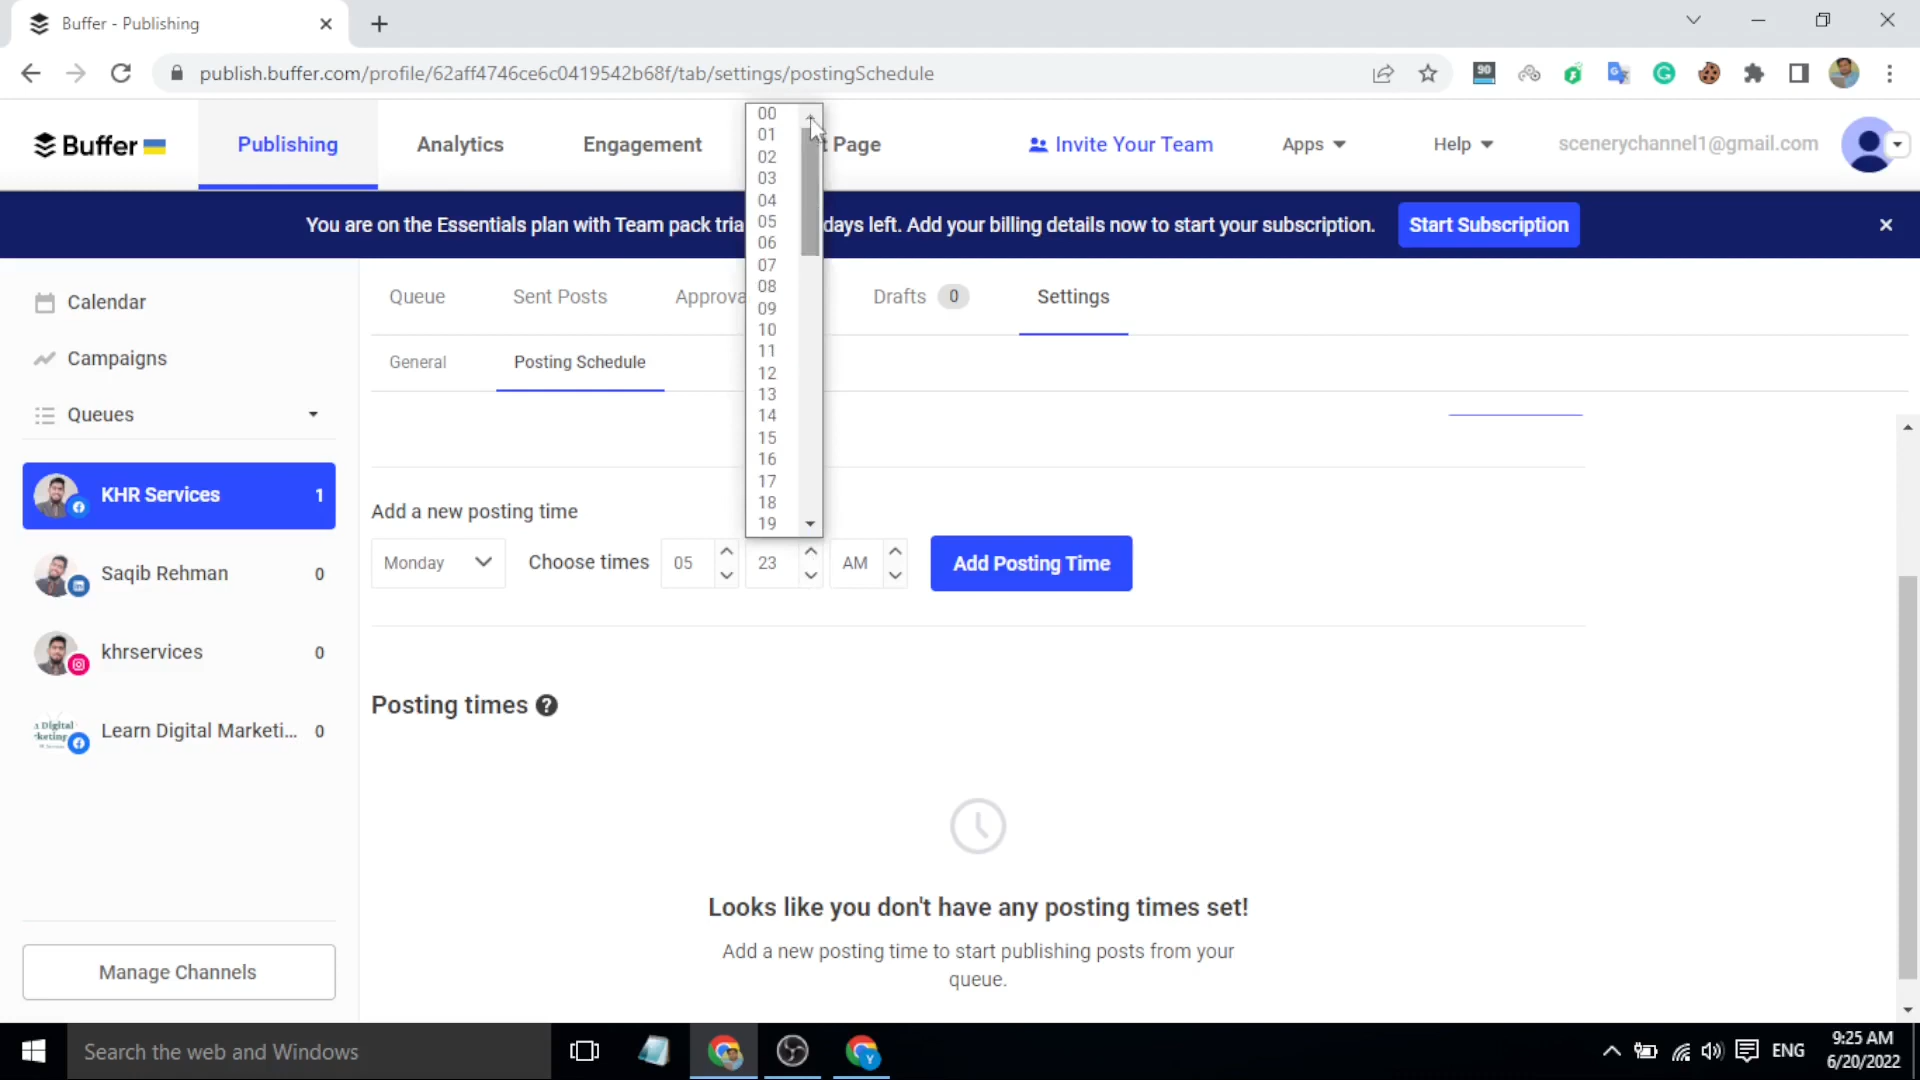 Buffer - Publishing
publish.buffer.com/profile/62aff4746ce6c0419542b68f/tab/settings/postingSchedule
90
Buffer
Publishing
Analytics
Engagement
t Page
Invite Your Team
Apps
Help
scenerychannel1@gmail.com
You are on the Essentials plan with Team pack tria days left. Add your billing details now to start your subscription.
Start Subscription
00
01
02
03
04
05
06
07
08
09
10
11
12
13
14
15
16
17
18
19
Calendar
Campaigns
Queues
KHR Services 1
Saqib Rehman 0
khrservices 0
Learn Digital Marketi... 0
Manage Channels
Queue
Sent Posts
Approva
Drafts 0
Settings
General
Posting Schedule
Add a new posting time
Monday
Choose times
05
23
AM
Add Posting Time
Posting times
Looks like you don't have any posting times set!
Add a new posting time to start publishing posts from your
queue.
Search the web and Windows
ENG
9:25 AM
6/20/2022